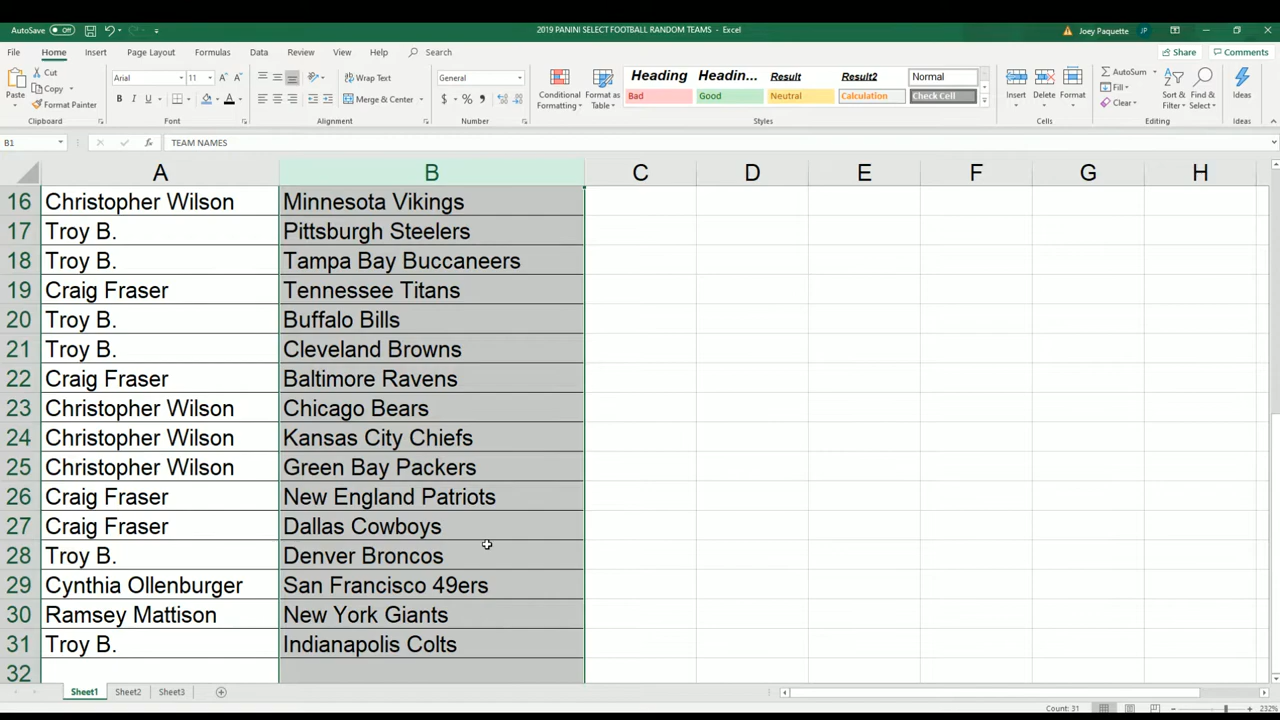 AutoSave Off
2019 PANINI SELECT FOOTBALL RANDOM TEAMS - Excel
Joey Paquette JP
File Home Insert Page Layout Formulas Data Review View Help Search
Share Comments
Paste
Cut
Copy
Format Painter
Clipboard
Arial 11
B I U
Font
Wrap Text
Merge & Center
Alignment
General
$ % 9
Number
Conditional Formatting
Format as Table
Heading Headin... Result Result2 Normal
Bad Good Neutral Calculation Check Cell
Styles
Insert Delete Format
Cells
AutoSum
Fill
Clear
Sort & Filter
Find & Select
Editing
Ideas
Ideas
B1 fx TEAM NAMES
A B C D E F G H
16 Christopher Wilson Minnesota Vikings
17 Troy B. Pittsburgh Steelers
18 Troy B. Tampa Bay Buccaneers
19 Craig Fraser Tennessee Titans
20 Troy B. Buffalo Bills
21 Troy B. Cleveland Browns
22 Craig Fraser Baltimore Ravens
23 Christopher Wilson Chicago Bears
24 Christopher Wilson Kansas City Chiefs
25 Christopher Wilson Green Bay Packers
26 Craig Fraser New England Patriots
27 Craig Fraser Dallas Cowboys
28 Troy B. Denver Broncos
29 Cynthia Ollenburger San Francisco 49ers
30 Ramsey Mattison New York Giants
31 Troy B. Indianapolis Colts
32
Sheet1 Sheet2 Sheet3
Count: 31 232%